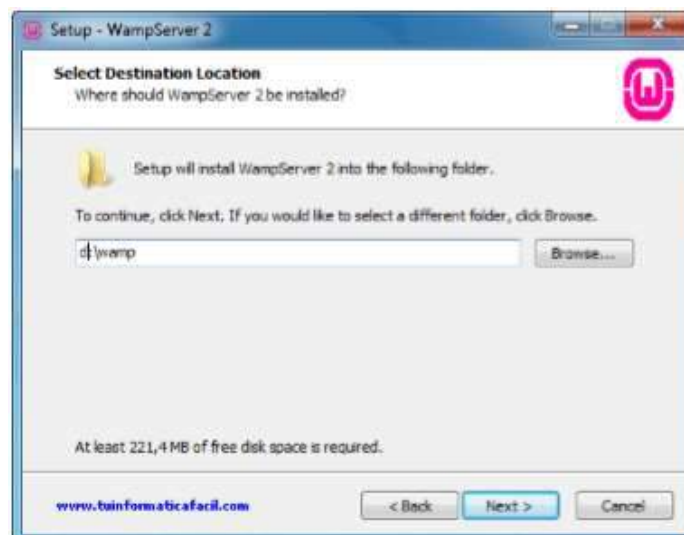 Setup - WampServer 2
Select Destination Location
Where should WampServer 2 be installed?
Setup will install WampServer 2 into the following folder.
To continue, click Next. If you would like to select a different folder, click Browse.
d:\wamp
Browse...
At least 221,4 MB of free disk space is required.
www.tuinformaticafacil.com
< Back
Next >
Cancel